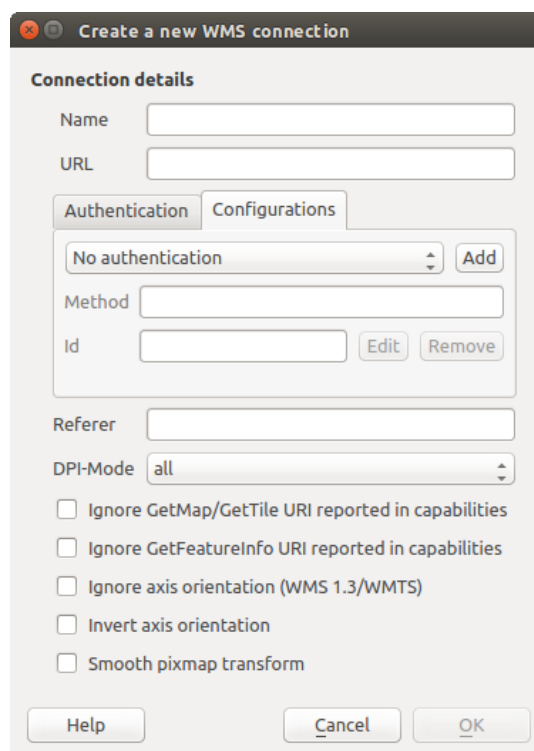 Create a new WMS connection
Connection details
Name
URL
Authentication Configurations
No authentication Add
Method
Id Edit Remove
Referer
DPI-Mode all
Ignore GetMap/GetTile URI reported in capabilities
Ignore GetFeatureInfo URI reported in capabilities
Ignore axis orientation (WMS 1.3/WMTS)
Invert axis orientation
Smooth pixmap transform
Help Cancel OK